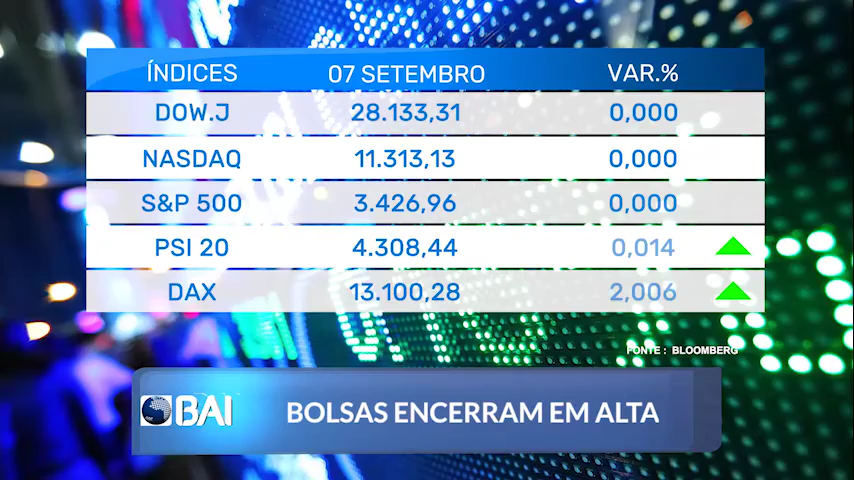 ÍNDICES 07 SETEMBRO VAR.%
DOW.J 28.133,31 0,000
NASDAQ 11.313,13 0,000
S&P 500 3.426,96 0,000
PSI 20 4.308,44 0,014
DAX 13.100,28 2,006
FONTE : BLOOMBERG
BAI BOLSAS ENCERRAM EM ALTA